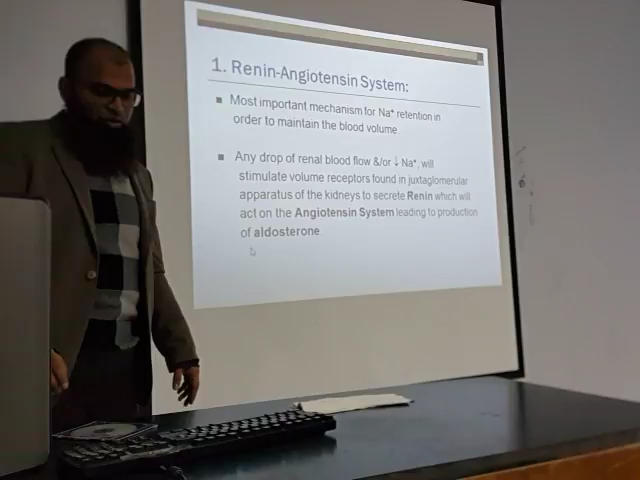 1. Renin-Angiotensin System:
Most important mechanism for Na⁺ retention in
order to maintain the blood volume
Any drop of renal blood flow &/or ↓ Na⁺, will
stimulate volume receptors found in juxtaglomerular
apparatus of the kidneys to secrete Renin which will
act on the Angiotensin System leading to production
of aldosterone